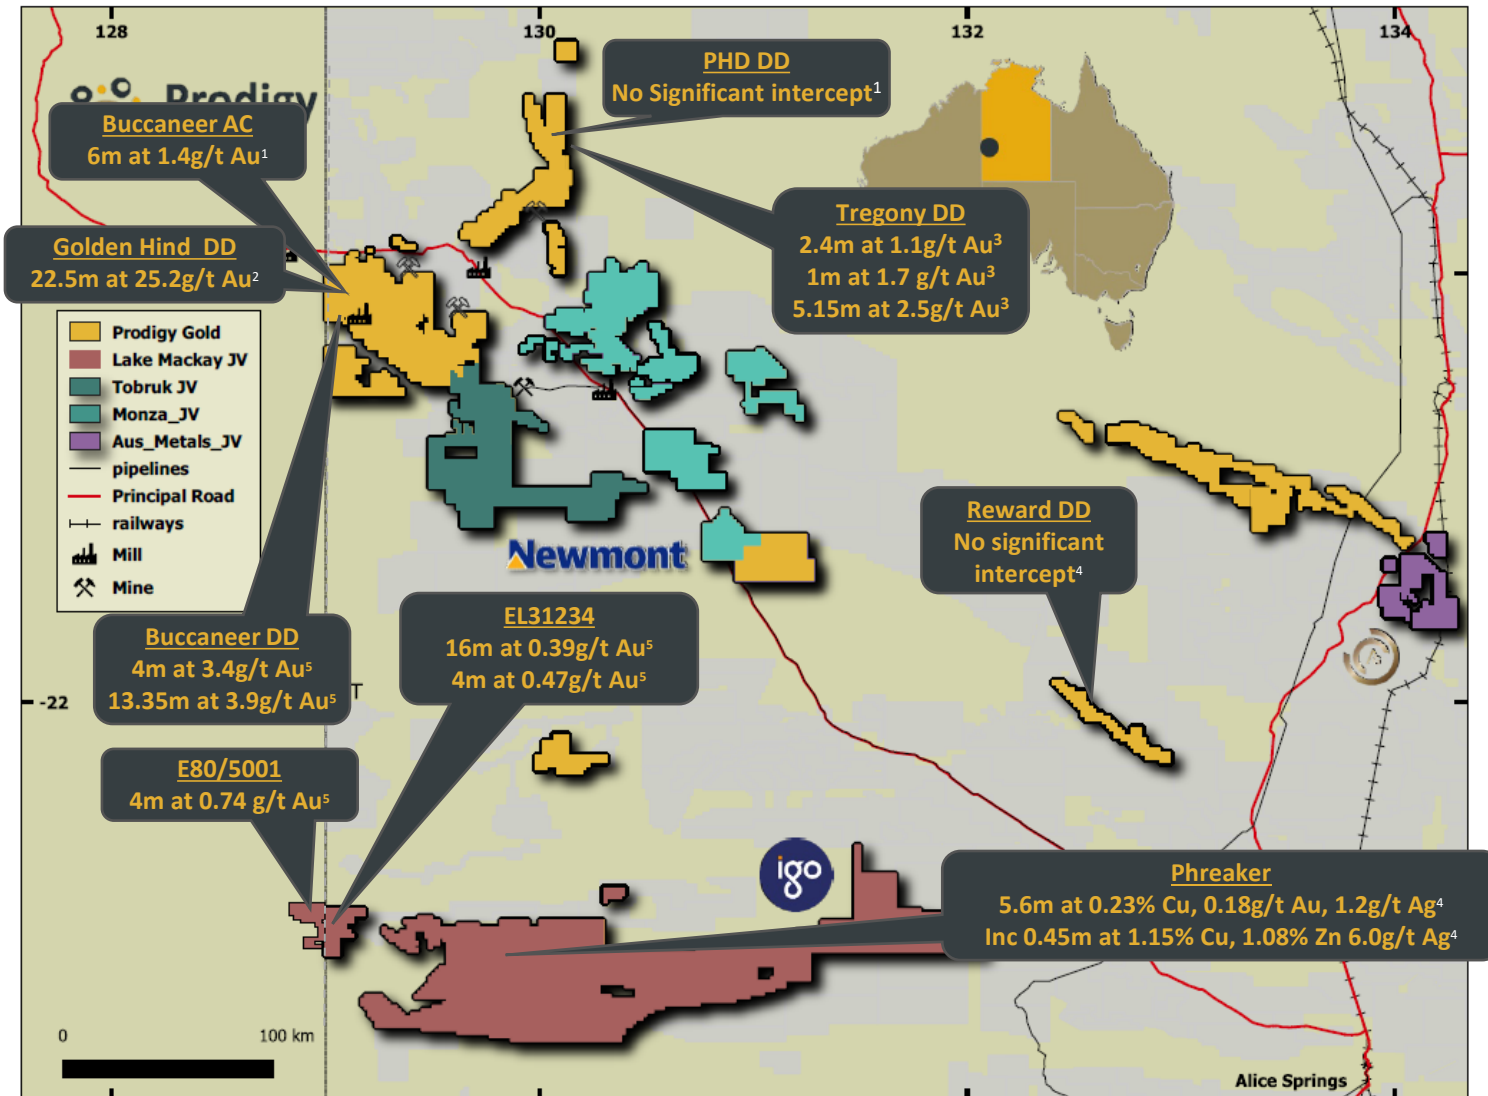 128
130
132
134
Prodigy
PHD DD
No Significant intercept1
Buccaneer AC
6m at 1.4g/t Au1
Tregony DD
2.4m at 1.1g/t Au3
1m at 1.7 g/t Au3
5.15m at 2.5g/t Au3
Golden Hind DD
22.5m at 25.2g/t Au2
Prodigy Gold
Lake Mackay JV
Tobruk JV
Monza_JV
Aus_Metals_JV
pipelines
Principal Road
railways
Mill
Mine
Newmont
Reward DD
No significant
intercept4
Buccaneer DD
4m at 3.4g/t Au5
13.35m at 3.9g/t Au5
EL31234
16m at 0.39g/t Au5
4m at 0.47g/t Au5
T
-22
E80/5001
4m at 0.74 g/t Au5
igo
Phreaker
5.6m at 0.23% Cu, 0.18g/t Au, 1.2g/t Ag4
Inc 0.45m at 1.15% Cu, 1.08% Zn 6.0g/t Ag4
0
100 km
Alice Springs